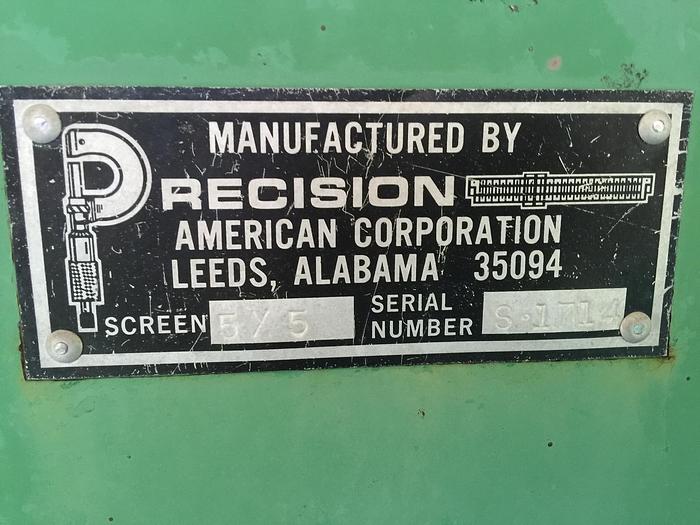 MANUFACTURED BY
PRECISION
AMERICAN CORPORATION
LEEDS, ALABAMA 35094
SCREEN 5 / 5 SERIAL NUMBER S-1714